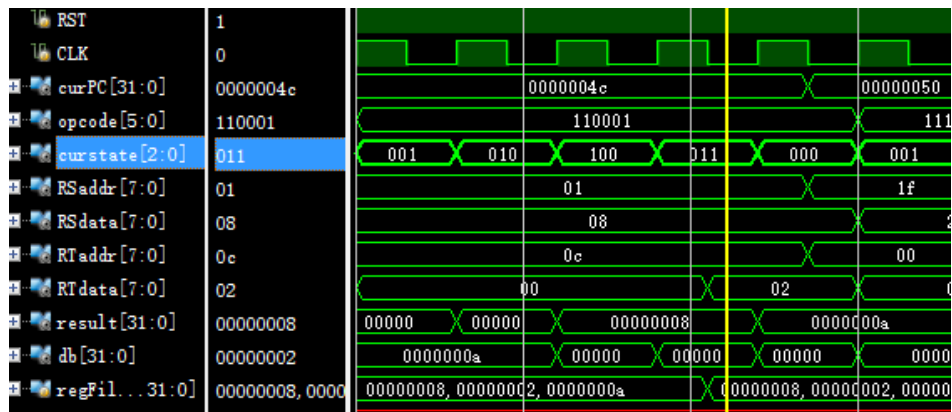 RST 1
CLK 0
curPC[31:0] 0000004c 0000004c 00000050
opcode[5:0] 110001 110001 111
curstate[2:0] 011 001 010 100 011 000 001
RSaddr[7:0] 01 01 1f
RSdata[7:0] 08 08 2
RTaddr[7:0] 0c 0c 00
RTdata[7:0] 02 00 02
result[31:0] 00000008 00000 00000 00000008 0000000a
db[31:0] 00000002 0000000a 00000 00000 00000 0000
regFil...31:0] 00000008,0000 00000008,00000002,0000000a 00000008,00000002,00000